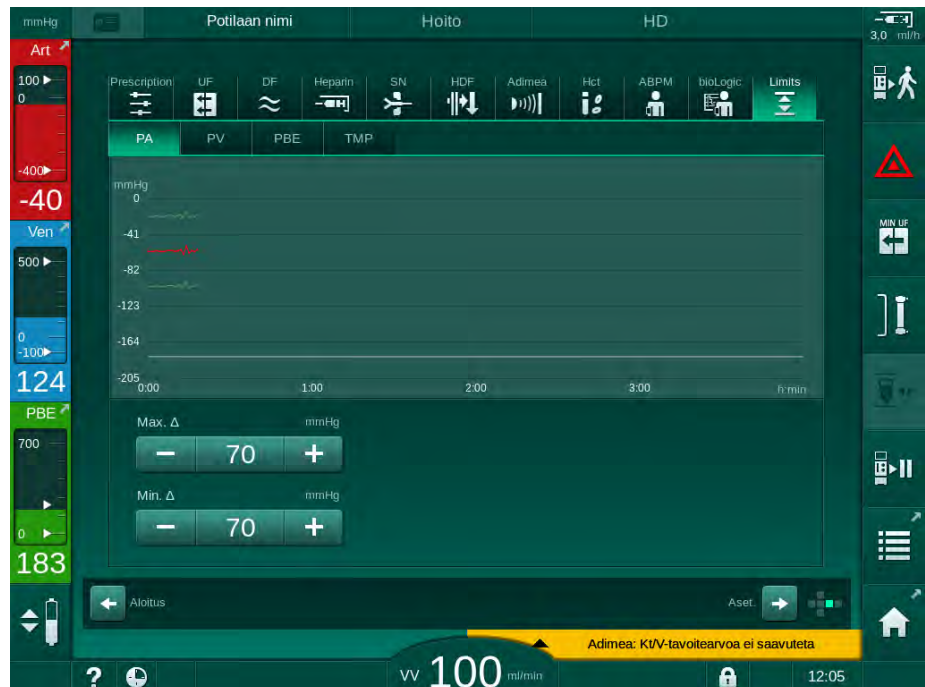 mmHg
Potilaan nimi
Hoito
HD
3,0 ml/h
Art
100
0
-400
-40
Ven
500
0
-100
124
PBE
700
0
183
Prescription UF DF Heparin SN HDF Adimea Hct ABPM bioLogic Limits
PA PV PBE TMP
mmHg
0
-41
-82
-123
-164
-205
0:00 1:00 2:00 3:00 h:min
Max. Δ mmHg
− 70 +
Min. Δ mmHg
− 70 +
Aloitus
Aset.
MIN UF
Adimea: Kt/V-tavoitearvoa ei saavuteta
?
VV 100 ml/min
12:05